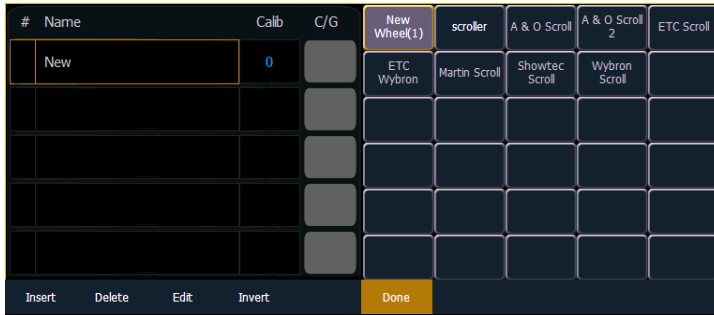 # Name Calib C/G
New 0
New Wheel(1)
scroller
A & O Scroll
A & O Scroll 2
ETC Scroll
ETC Wybron
Martin Scroll
Showtec Scroll
Wybron Scroll
Insert Delete Edit Invert Done